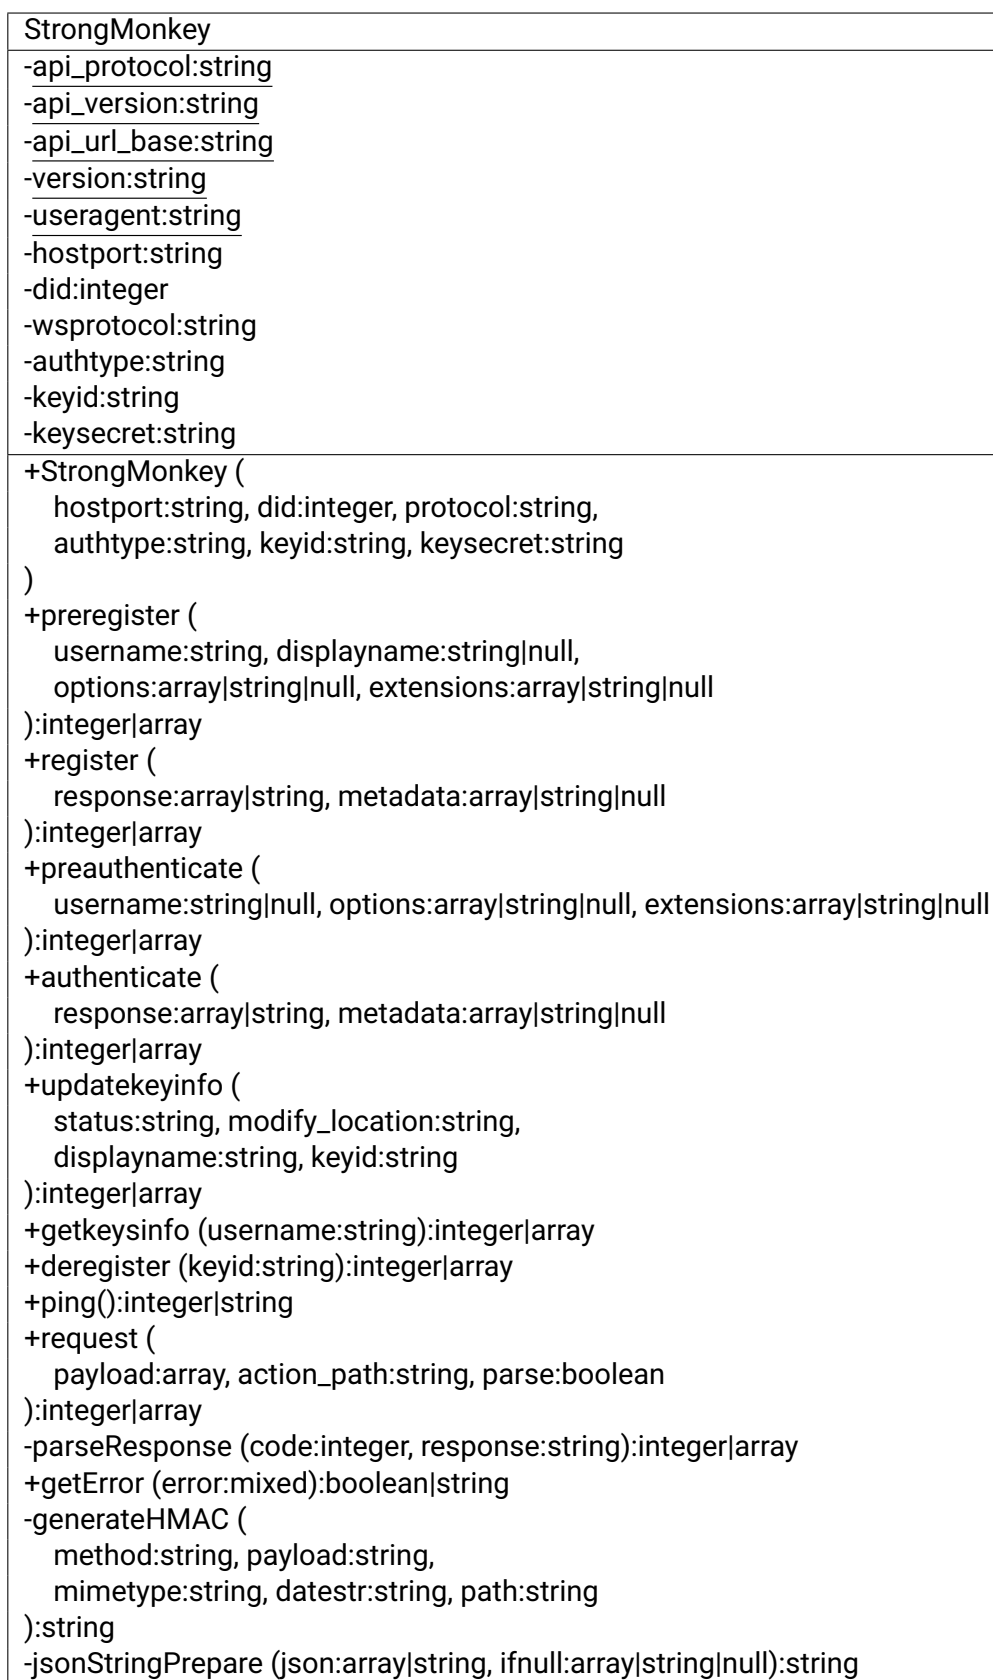 StrongMonkey
-api_protocol:string
-api_version:string
-api_url_base:string
-version:string
-useragent:string
-hostport:string
-did:integer
-wsprotocol:string
-authtype:string
-keyid:string
-keysecret:string
+StrongMonkey (
hostport:string, did:integer, protocol:string,
authtype:string, keyid:string, keysecret:string
)
+preregister (
username:string, displayname:string|null,
options:array|string|null, extensions:array|string|null
):integer|array
+register (
response:array|string, metadata:array|string|null
):integer|array
+preauthenticate (
username:string|null, options:array|string|null, extensions:array|string|null
):integer|array
+authenticate (
response:array|string, metadata:array|string|null
):integer|array
+updatekeyinfo (
status:string, modify_location:string,
displayname:string, keyid:string
):integer|array
+getkeysinfo (username:string):integer|array
+deregister (keyid:string):integer|array
+ping():integer|string
+request (
payload:array, action_path:string, parse:boolean
):integer|array
-parseResponse (code:integer, response:string):integer|array
+getError (error:mixed):boolean|string
-generateHMAC (
method:string, payload:string,
mimetype:string, datestr:string, path:string
):string
-jsonStringPrepare (json:array|string, ifnull:array|string|null):string